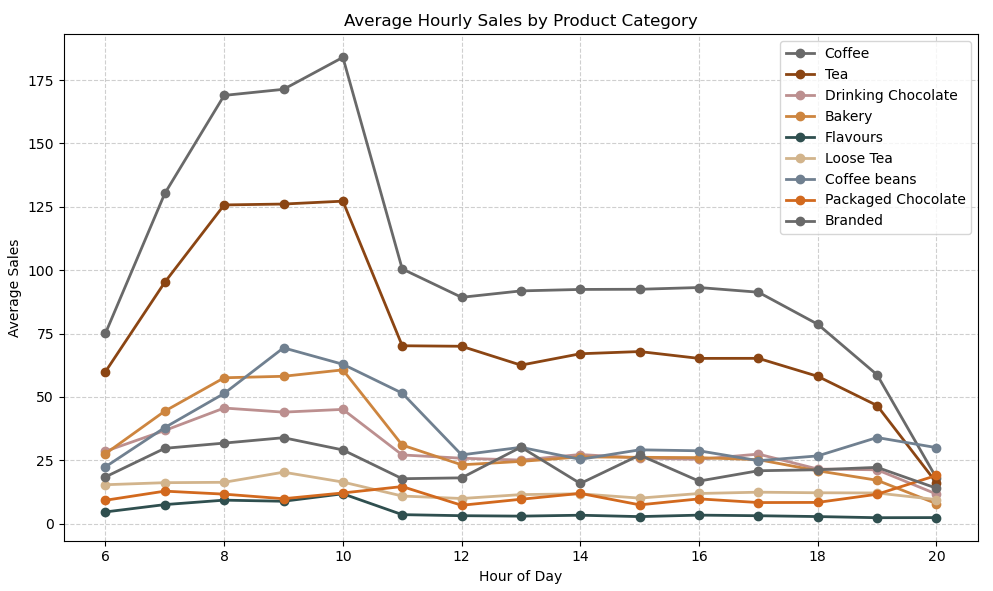 Average Hourly Sales by Product Category
Average Sales
175
150
125
100
75
50
25
0
Coffee
Tea
Drinking Chocolate
Bakery
Flavours
Loose Tea
Coffee beans
Packaged Chocolate
Branded
6 8 10 12 14 16 18 20
Hour of Day